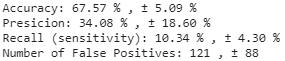 Accuracy: 67.57 % , ± 5.09 %
Presicion: 34.08 % , ± 18.60 %
Recall (sensitivity): 10.34 % , ± 4.30 %
Number of False Positives: 121 , ± 88